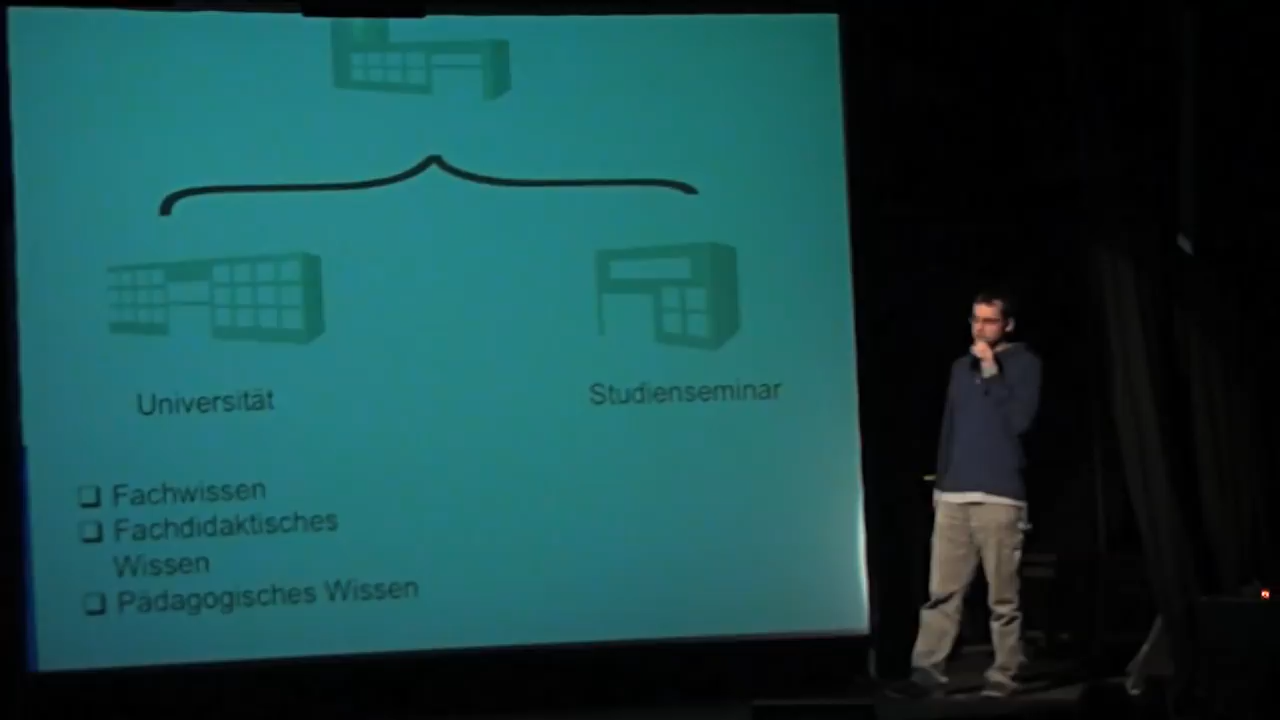 Universität
Studienseminar
❑ Fachwissen
❑ Fachdidaktisches
Wissen
❑ Pädagogisches Wissen